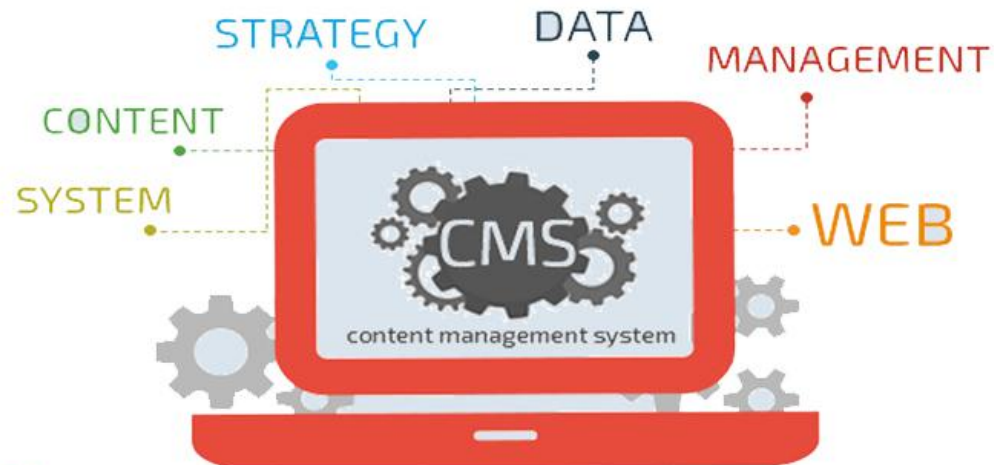 STRATEGY
DATA
MANAGEMENT
CONTENT
SYSTEM
WEB
CMS
content management system